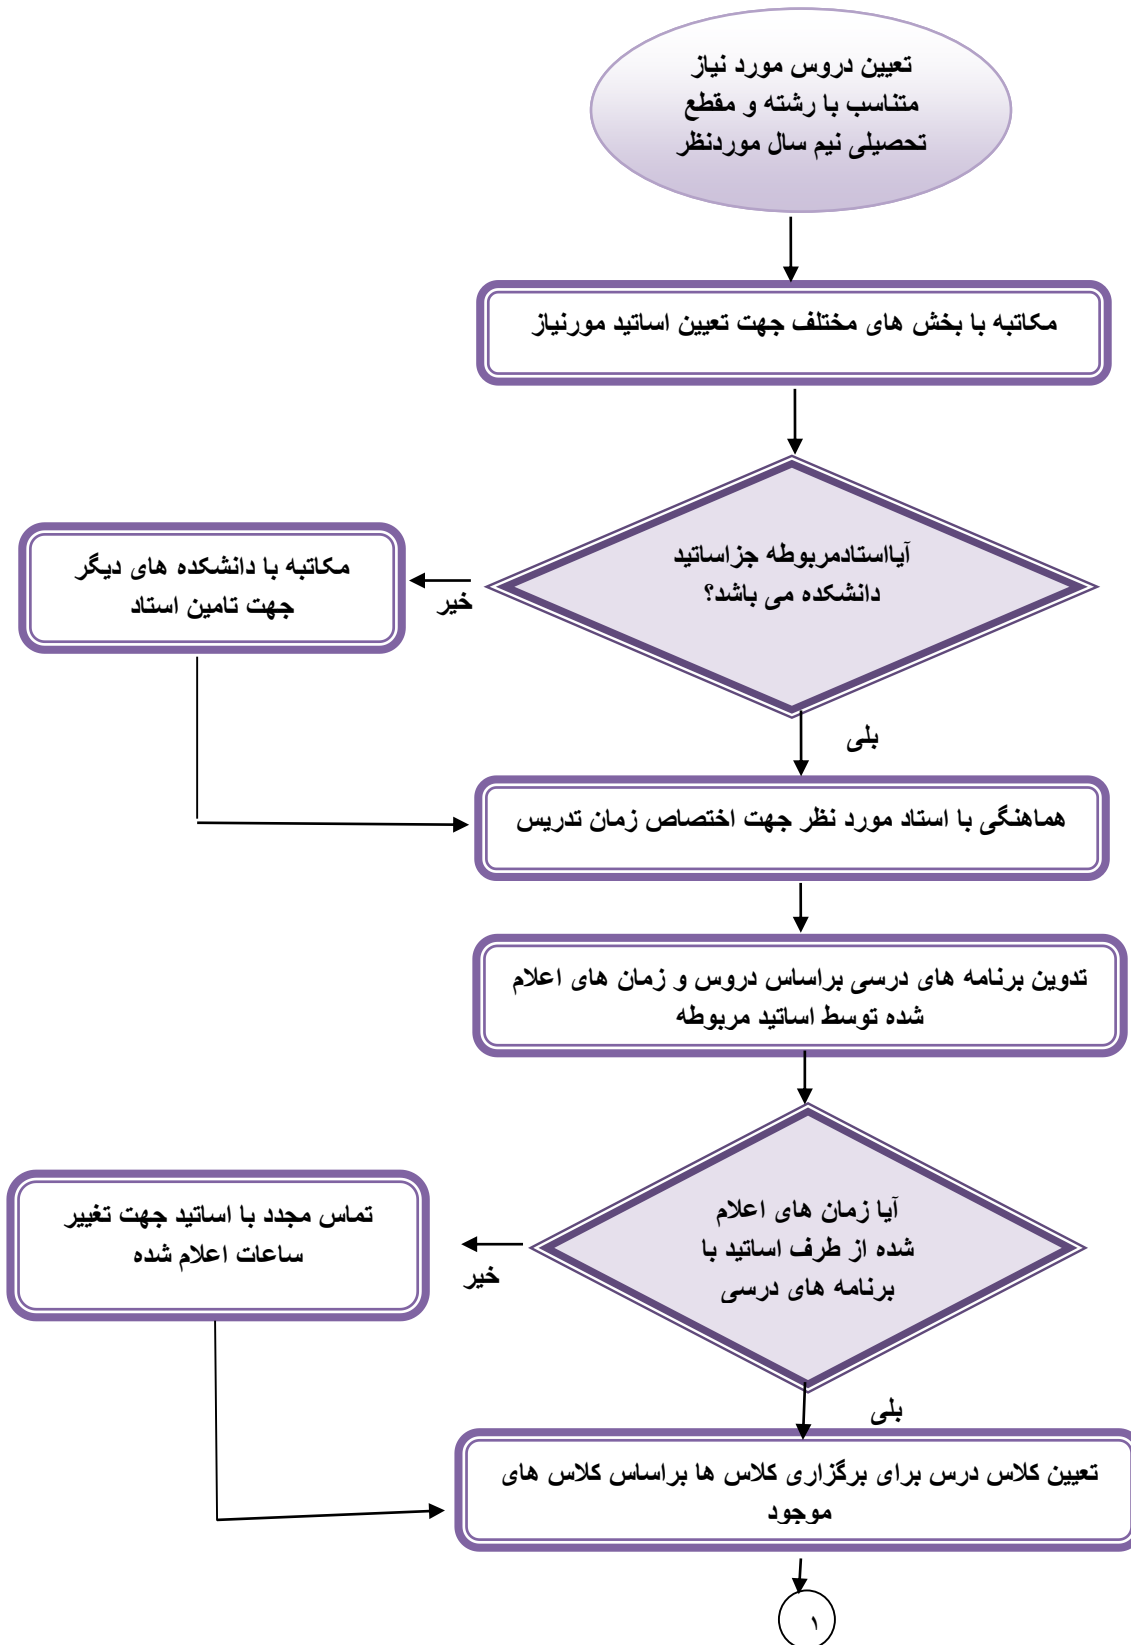 تعیین دروس مورد نیاز
متناسب با رشته و مقطع
تحصیلی نیم سال موردنظر
مکاتبه با بخش های مختلف جهت تعیین اساتید مورنیاز
آیااستادمربوطه جزاساتید
دانشکده می باشد؟
خیر
مکاتبه با دانشکده های دیگر
جهت تامین استاد
بلی
هماهنگی با استاد مورد نظر جهت اختصاص زمان تدریس
تدوین برنامه های درسی براساس دروس و زمان های اعلام
شده توسط اساتید مربوطه
آیا زمان های اعلام
شده از طرف اساتید با
برنامه های درسی
خیر
تماس مجدد با اساتید جهت تغییر
ساعات اعلام شده
بلی
تعیین کلاس درس برای برگزاری کلاس ها براساس کلاس های
موجود
۱